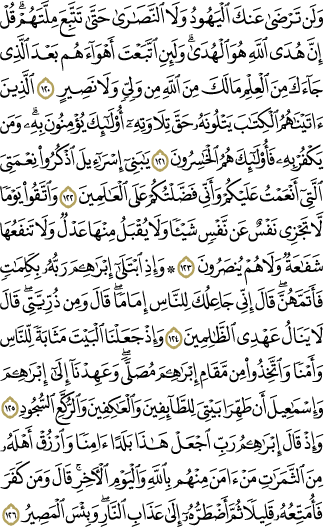 وَلَن تَرْضَىٰ عَنكَ ٱلْيَهُودُ وَلَا ٱلنَّصَٰرَىٰ حَتَّىٰ تَتَّبِعَ مِلَّتَهُمْ ۗ قُلْ
إِنَّ هُدَى ٱللَّهِ هُوَ ٱلْهُدَىٰ ۗ وَلَئِنِ ٱتَّبَعْتَ أَهْوَآءَهُم بَعْدَ ٱلَّذِى
جَآءَكَ مِنَ ٱلْعِلْمِ ۙ مَا لَكَ مِنَ ٱللَّهِ مِن وَلِىٍّ وَلَا نَصِيرٍ ١٢٠ ٱلَّذِينَ
ءَاتَيْنَٰهُمُ ٱلْكِتَٰبَ يَتْلُونَهُۥ حَقَّ تِلَاوَتِهِۦٓ أُو۟لَٰٓئِكَ يُؤْمِنُونَ بِهِۦ ۗ وَمَن
يَكْفُرْ بِهِۦ فَأُو۟لَٰٓئِكَ هُمُ ٱلْخَٰسِرُونَ ١٢١ يَٰبَنِىٓ إِسْرَٰٓءِيلَ ٱذْكُرُوا۟ نِعْمَتِىَ
ٱلَّتِىٓ أَنْعَمْتُ عَلَيْكُمْ وَأَنِّى فَضَّلْتُكُمْ عَلَى ٱلْعَٰلَمِينَ ١٢٢ وَٱتَّقُوا۟ يَوْمًا
لَّا تَجْزِى نَفْسٌ عَن نَّفْسٍ شَيْـًٔا وَلَا يُقْبَلُ مِنْهَا عَدْلٌ وَلَا تَنفَعُهَا
شَفَٰعَةٌ وَلَا هُمْ يُنصَرُونَ ١٢٣ ۞ وَإِذِ ٱبْتَلَىٰٓ إِبْرَٰهِـۧمَ رَبُّهُۥ بِكَلِمَٰتٍ
فَأَتَمَّهُنَّ ۖ قَالَ إِنِّى جَاعِلُكَ لِلنَّاسِ إِمَامًا ۖ قَالَ وَمِن ذُرِّيَّتِى ۖ قَالَ
لَا يَنَالُ عَهْدِى ٱلظَّٰلِمِينَ ١٢٤ وَإِذْ جَعَلْنَا ٱلْبَيْتَ مَثَابَةً لِّلنَّاسِ
وَأَمْنًا وَٱتَّخِذُوا۟ مِن مَّقَامِ إِبْرَٰهِـۧمَ مُصَلًّى ۖ وَعَهِدْنَآ إِلَىٰٓ إِبْرَٰهِـۧمَ
وَإِسْمَٰعِيلَ أَن طَهِّرَا بَيْتِىَ لِلطَّآئِفِينَ وَٱلْعَٰكِفِينَ وَٱلرُّكَّعِ ٱلسُّجُودِ ١٢٥
وَإِذْ قَالَ إِبْرَٰهِـۧمُ رَبِّ ٱجْعَلْ هَٰذَا بَلَدًا ءَامِنًا وَٱرْزُقْ أَهْلَهُۥ
مِنَ ٱلثَّمَرَٰتِ مَنْ ءَامَنَ مِنْهُم بِٱللَّهِ وَٱلْيَوْمِ ٱلْـَٔاخِرِ ۖ قَالَ وَمَن كَفَرَ
فَأُمَتِّعُهُۥ قَلِيلًا ثُمَّ أَضْطَرُّهُۥٓ إِلَىٰ عَذَابِ ٱلنَّارِ ۖ وَبِئْسَ ٱلْمَصِيرُ ١٢٦